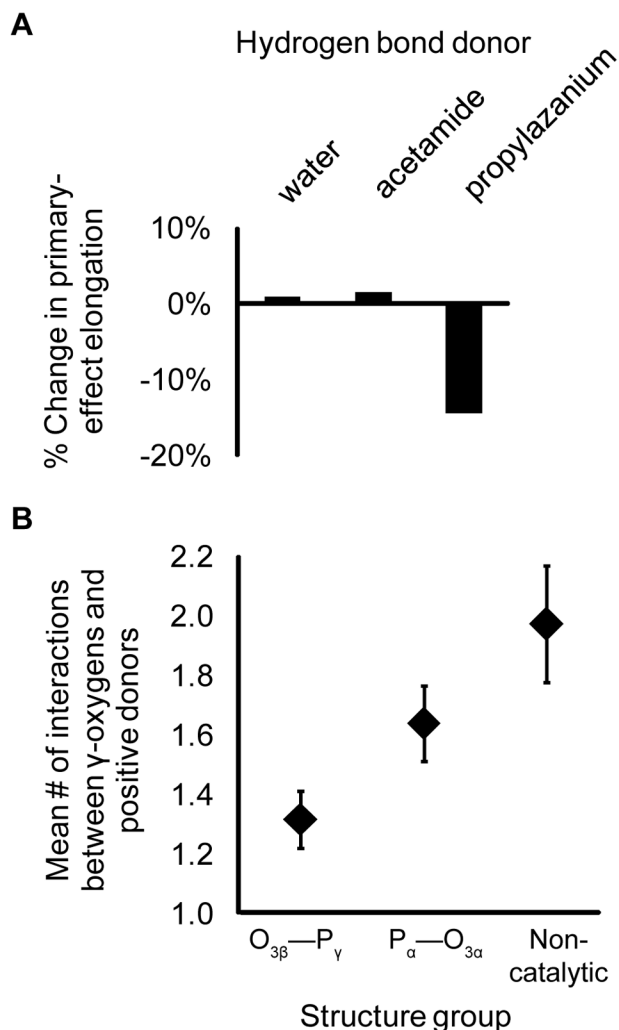 A
Hydrogen bond donor
water
acetamide
propylazanium
% Change in primary-
effect elongation
10%
0%
-10%
-20%
B
Mean # of interactions
between γ-oxygens and
positive donors
2.2
2.0
1.8
1.6
1.4
1.2
1.0
O₃β—Pγ
Pα—O₃α
Non-
catalytic
Structure group